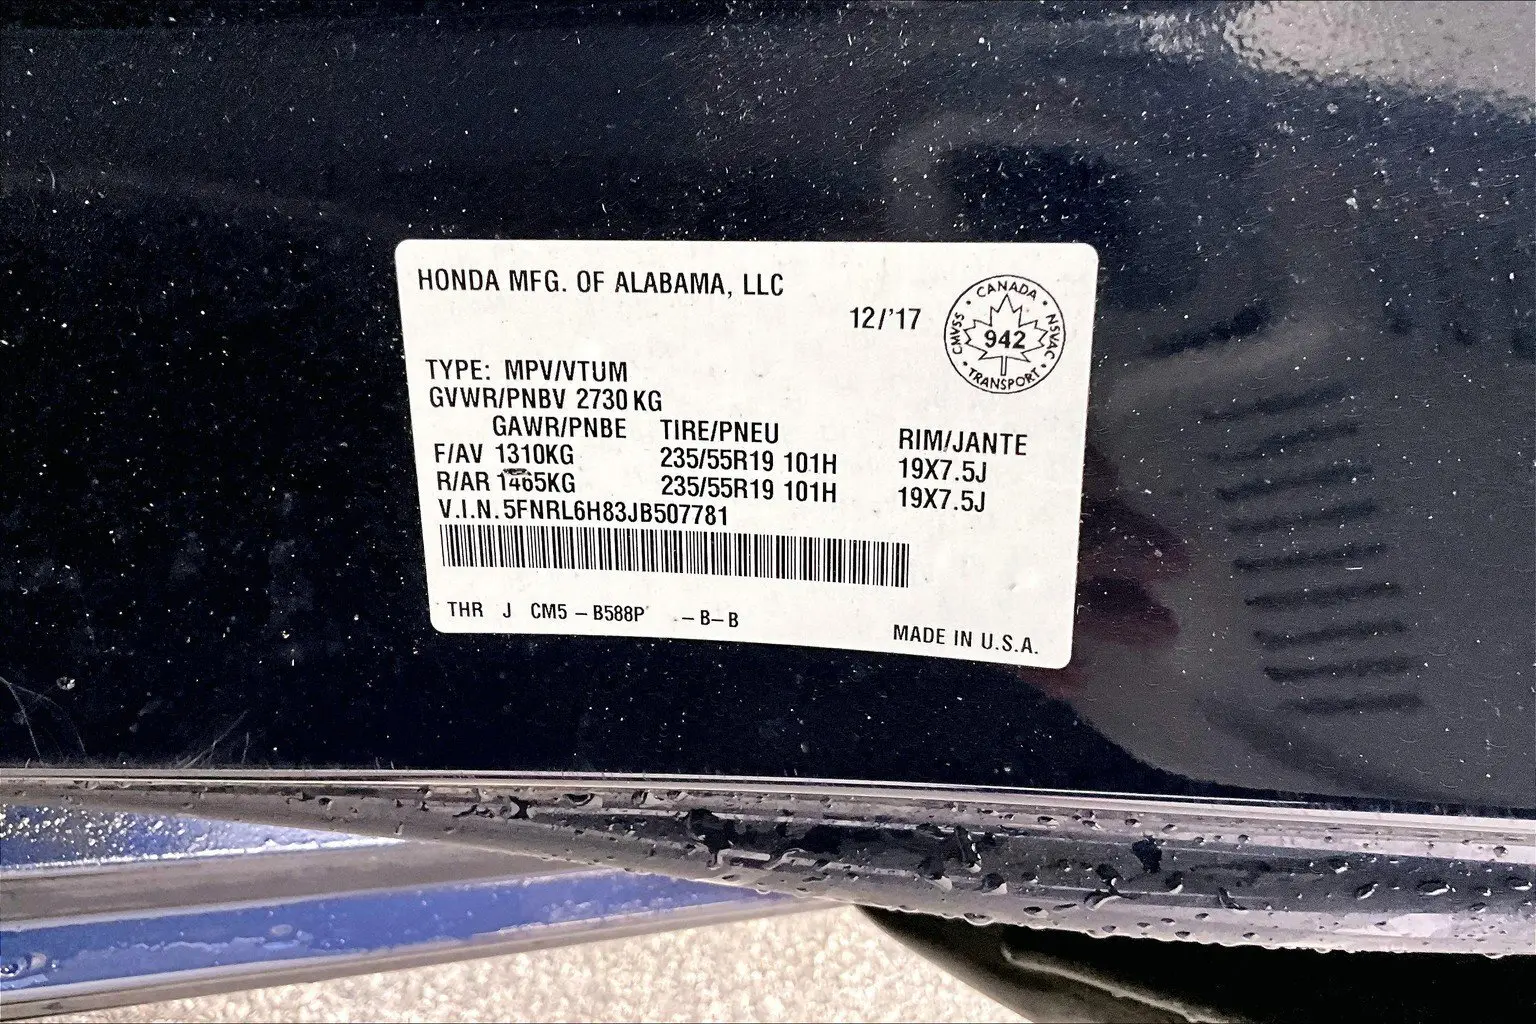 HONDA MFG. OF ALABAMA, LLC
12/'17
CANADA
CMVSS 942 NSVAC
TRANSPORT
TYPE: MPV/VTUM
GVWR/PNBV 2730 KG
GAWR/PNBE TIRE/PNEU RIM/JANTE
F/AV 1310KG 235/55R19 101H 19X7.5J
R/AR 1465KG 235/55R19 101H 19X7.5J
V.I.N. 5FNRL6H83JB507781
THR J CM5 – B588P – B– B
MADE IN U.S.A.